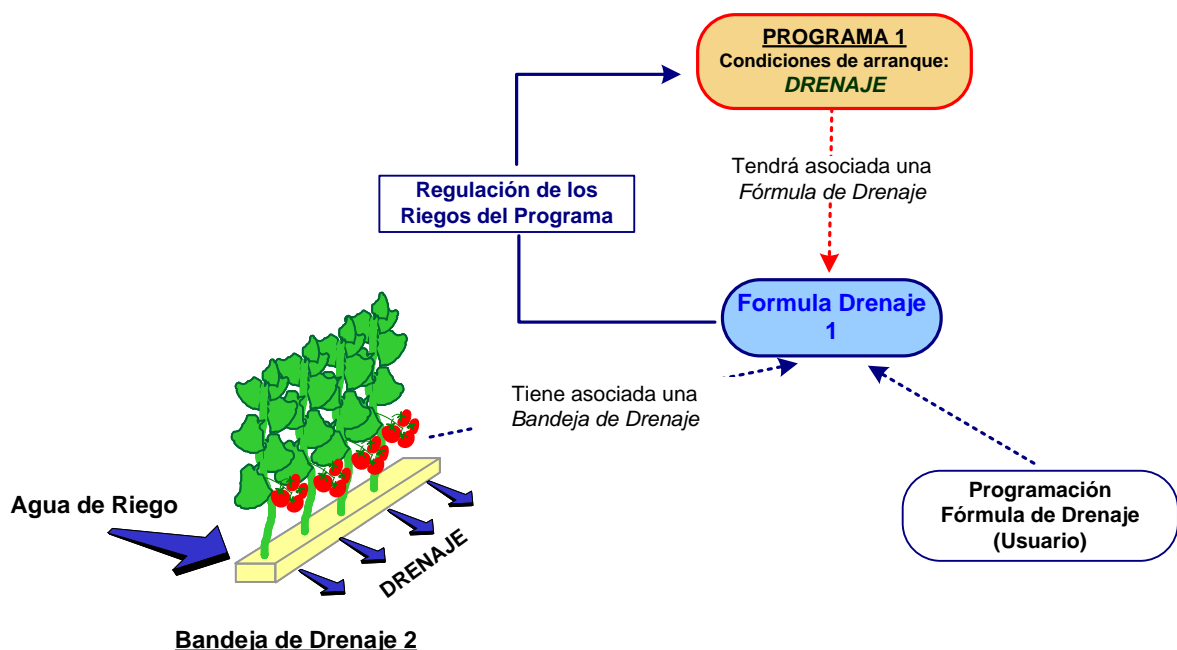 PROGRAMA 1
Condiciones de arranque:
DRENAJE
Tendrá asociada una
Fórmula de Drenaje
Regulación de los
Riegos del Programa
Formula Drenaje
1
Tiene asociada una
Bandeja de Drenaje
Programación
Fórmula de Drenaje
(Usuario)
Agua de Riego
DRENAJE
Bandeja de Drenaje 2